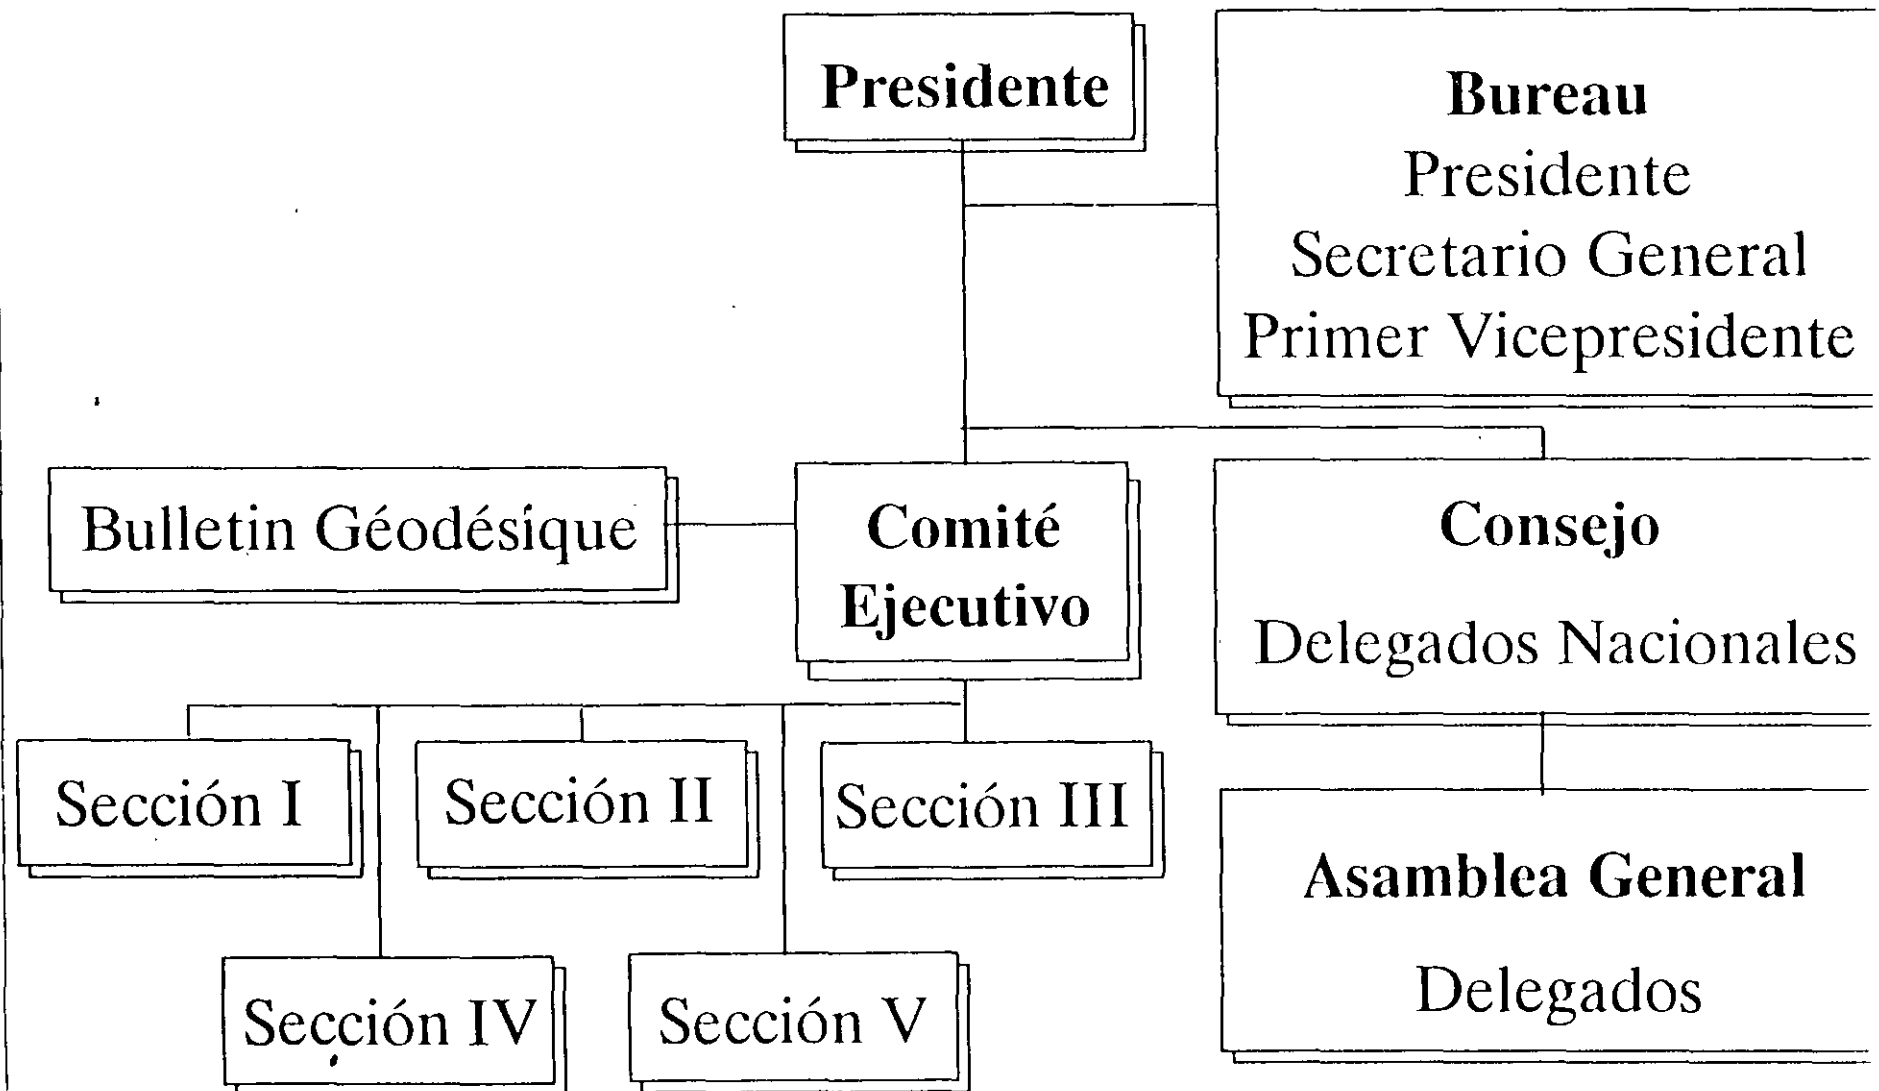 Presidente
Bureau
Presidente
Secretario General
Primer Vicepresidente
Bulletin Géodésique
Comité
Ejecutivo
Consejo
Delegados Nacionales
Sección I
Sección II
Sección III
Asamblea General
Delegados
Sección IV
Sección V